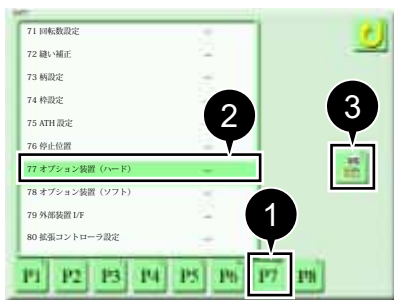 71 回転数設定
72 縫い補正
73 柄設定
74 枠設定
75 ATH 設定
76 停止位置
77 オプション装置（ハード）
78 オプション装置（ソフト）
79 外部装置 I/F
80 拡張コントローラ設定
2
3
1
P1 P2 P3 P4 P5 P6 P7 P8